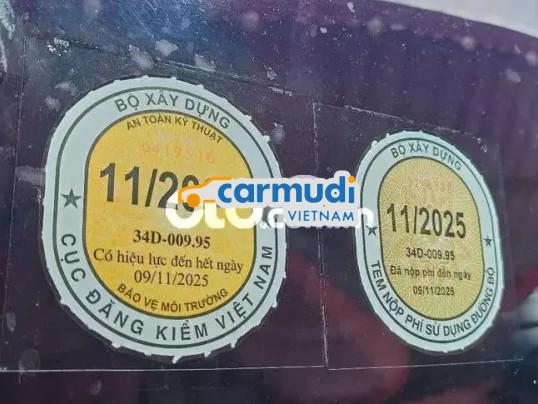 BỘ XÂY DỰNG
AN TOÀN KỸ THUẬT
0419516
11/20
34D-009.95
Có hiệu lực đến hết ngày
09/11/2025
BẢO VỆ MÔI TRƯỜNG
CỤC ĐĂNG KIỂM VIỆT NAM
carmudi
VIETNAM
BỘ XÂY DỰNG
11/2025
34D-009.95
Đã nộp phí đến ngày
09/11/2025
TEM NỘP PHÍ SỬ DỤNG ĐƯỜNG BỘ